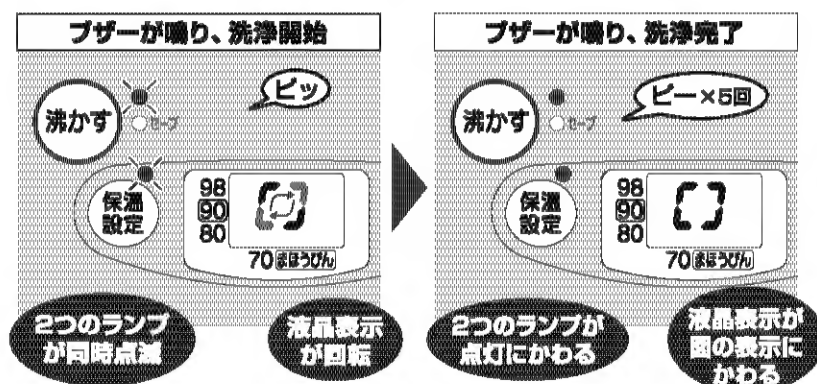 ブザーが鳴り、洗浄開始
ピッ
沸かす
セーブ
保温
設定
98
90
80
70 まほうびん
2つのランプ
が同時点滅
液晶表示
が回転
ブザーが鳴り、洗浄完了
ピー×5回
沸かす
セーブ
保温
設定
98
90
80
70 まほうびん
2つのランプが
点灯にかわる
液晶表示が
図の表示に
かわる